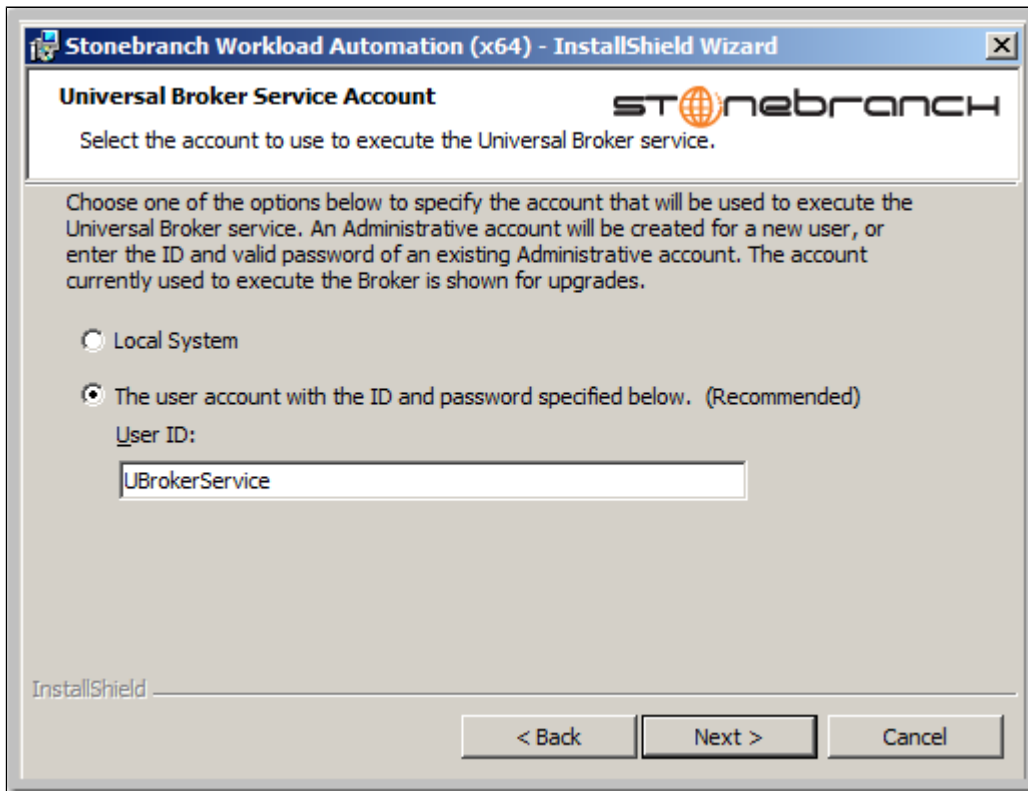 Stonebranch Workload Automation (x64) - InstallShield Wizard
Universal Broker Service Account
stonebranch
Select the account to use to execute the Universal Broker service.
Choose one of the options below to specify the account that will be used to execute the
Universal Broker service. An Administrative account will be created for a new user, or
enter the ID and valid password of an existing Administrative account. The account
currently used to execute the Broker is shown for upgrades.
Local System
The user account with the ID and password specified below. (Recommended)
User ID:
UBrokerService
InstallShield
< Back
Next >
Cancel